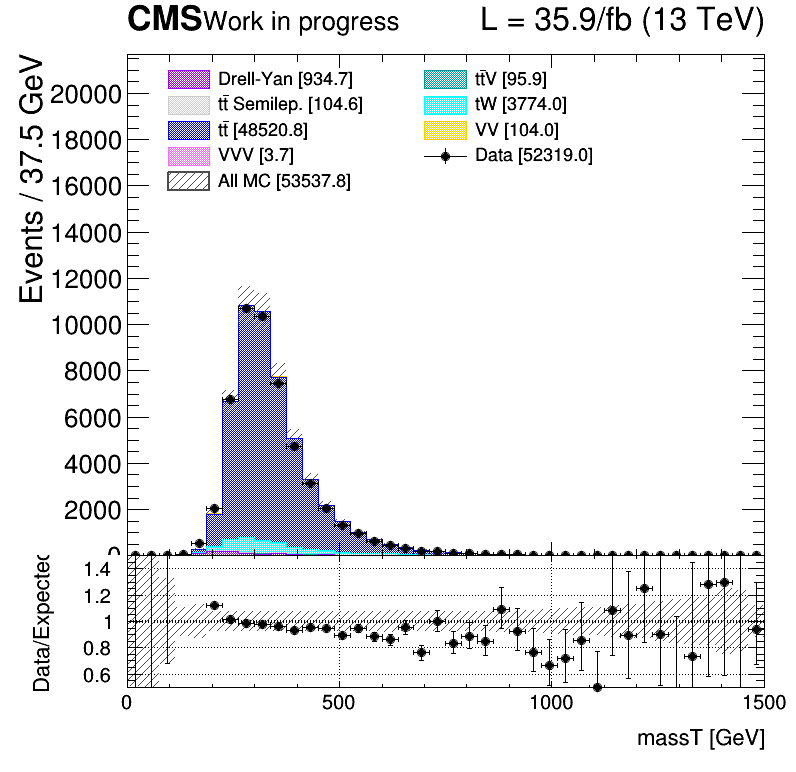 CMS Work in progress L = 35.9/fb (13 TeV)
Events / 37.5 GeV
20000
18000
16000
14000
12000
10000
8000
6000
4000
2000
0
Drell-Yan [934.7]
tt̄ Semilep. [104.6]
tt̄ [48520.8]
VVV [3.7]
All MC [53537.8]
tt̄V [95.9]
tW [3774.0]
VV [104.0]
Data [52319.0]
Data/Expected
1.4
1.2
1
0.8
0.6
0 500 1000 1500
massT [GeV]